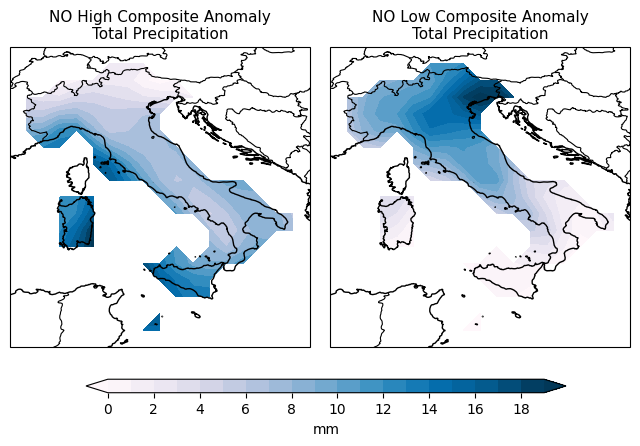 NO High Composite Anomaly
Total Precipitation
NO Low Composite Anomaly
Total Precipitation
0 2 4 6 8 10 12 14 16 18
mm